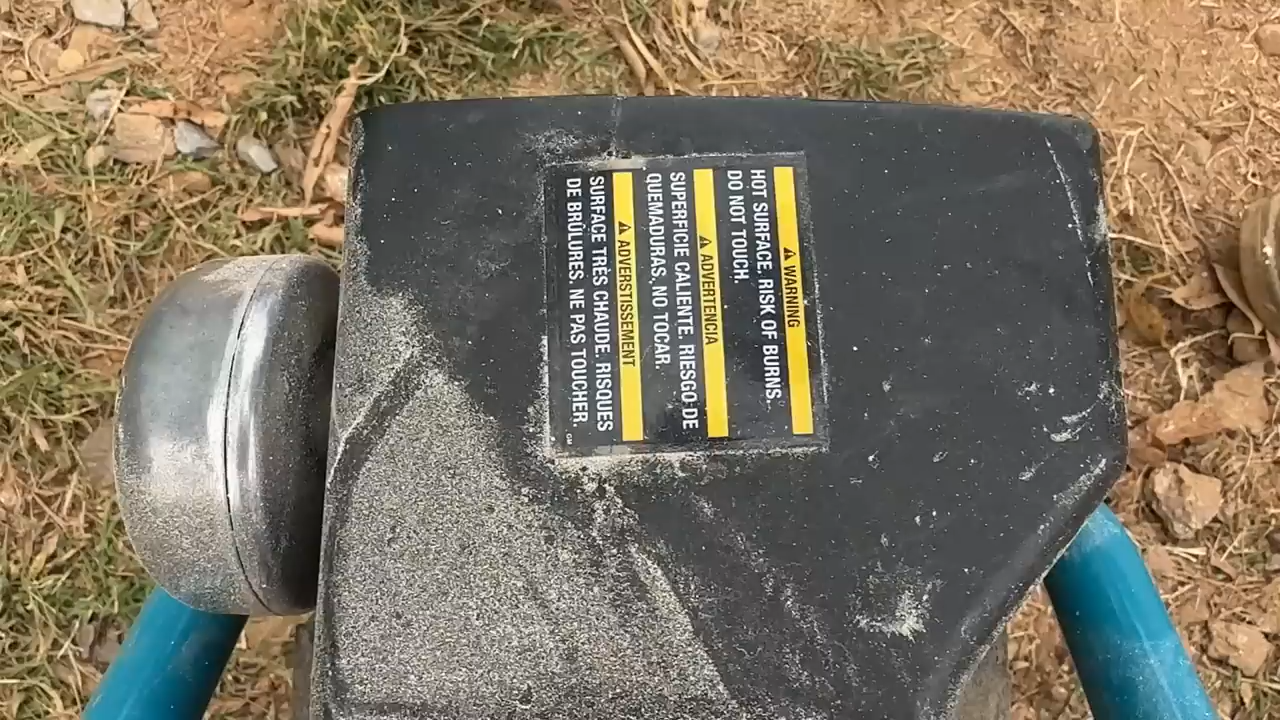 ⚠ WARNING
HOT SURFACE. RISK OF BURNS.
DO NOT TOUCH.
⚠ ADVERTENCIA
SUPERFICIE CALIENTE. RIESGO DE
QUEMADURAS. NO TOCAR.
⚠ ADVERSTISSEMENT
SURFACE TRÈS CHAUDE. RISQUES
DE BRÛLURES. NE PAS TOUCHER.